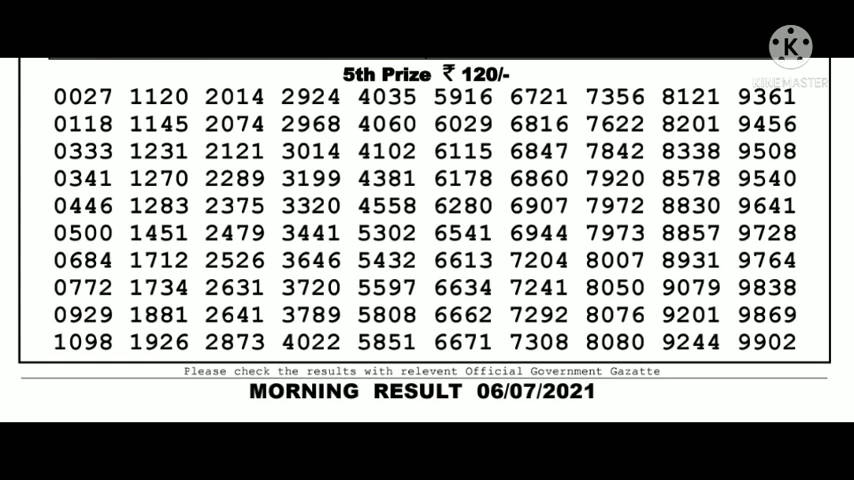 K
KINEMASTER
5th Prize ₹ 120/-
0027 1120 2014 2924 4035 5916 6721 7356 8121 9361
0118 1145 2074 2968 4060 6029 6816 7622 8201 9456
0333 1231 2121 3014 4102 6115 6847 7842 8338 9508
0341 1270 2289 3199 4381 6178 6860 7920 8578 9540
0446 1283 2375 3320 4558 6280 6907 7972 8830 9641
0500 1451 2479 3441 5302 6541 6944 7973 8857 9728
0684 1712 2526 3646 5432 6613 7204 8007 8931 9764
0772 1734 2631 3720 5597 6634 7241 8050 9079 9838
0929 1881 2641 3789 5808 6662 7292 8076 9201 9869
1098 1926 2873 4022 5851 6671 7308 8080 9244 9902
Please check the results with relevent Official Government Gazatte
MORNING RESULT 06/07/2021